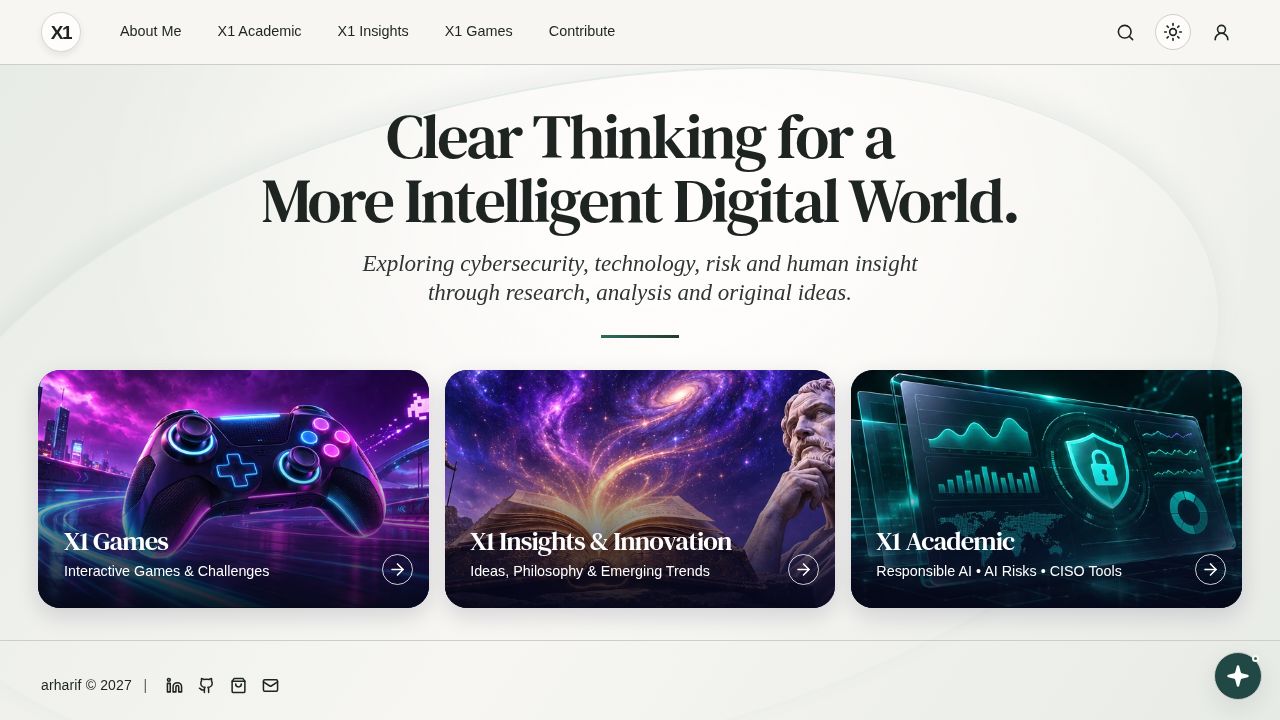 X1
About Me
X1 Academic
X1 Insights
X1 Games
Contribute
Clear Thinking for a
More Intelligent Digital World.
Exploring cybersecurity, technology, risk and human insight
through research, analysis and original ideas.
X1 Games
Interactive Games & Challenges
X1 Insights & Innovation
Ideas, Philosophy & Emerging Trends
X1 Academic
Responsible AI • AI Risks • CISO Tools
arharif © 2027 |